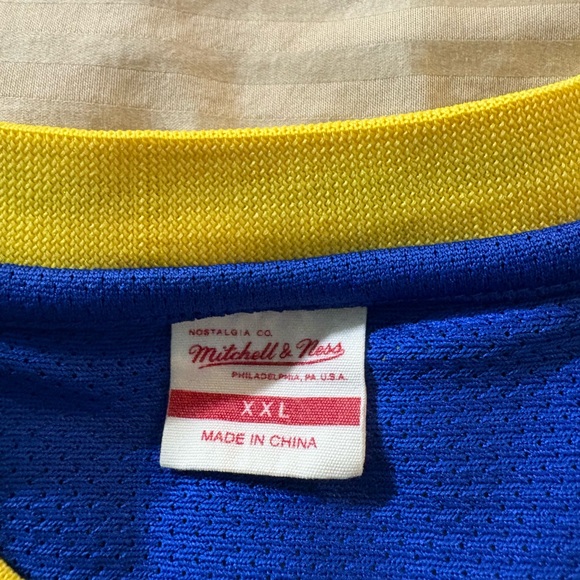 NOSTALGIA CO.
Mitchell & Ness
PHILADELPHIA, PA U.S.A.
XXL
MADE IN CHINA